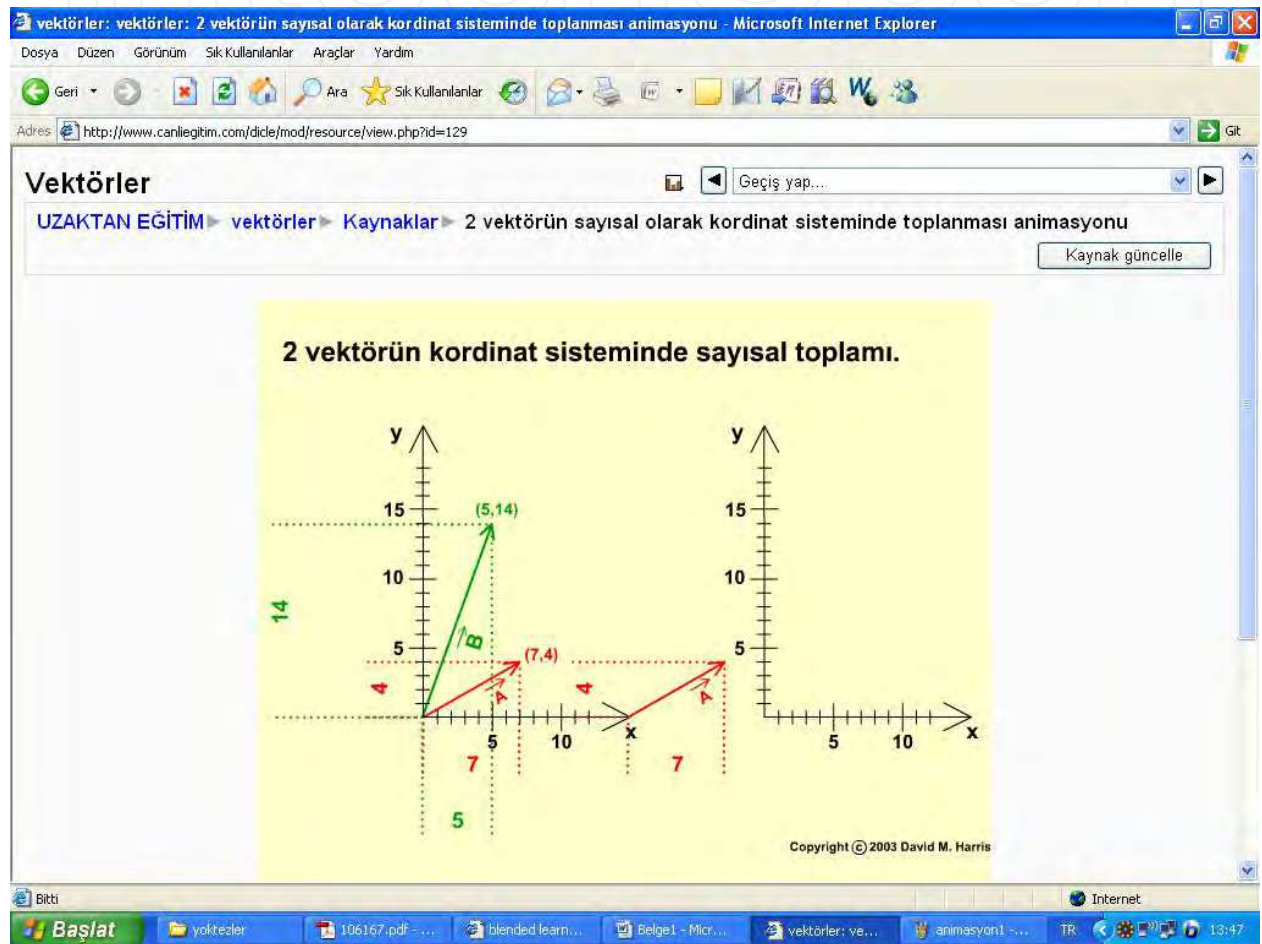 vektörler: vektörler: 2 vektörün sayısal olarak kordinat sisteminde toplanması animasyonu - Microsoft Internet Explorer
Dosya Düzen Görünüm Sık Kullanılanlar Araçlar Yardım
Geri Ara Sık Kullanılanlar
Adres http://www.canliegitim.com/dicle/mod/resource/view.php?id=129 Git
Vektörler Geçiş yap...
UZAKTAN EĞİTİM ► vektörler ► Kaynaklar ► 2 vektörün sayısal olarak kordinat sisteminde toplanması animasyonu
Kaynak güncelle
2 vektörün kordinat sisteminde sayısal toplamı.
y y
15 (5,14) 15
10 10
14
B
5 (7,4) 5
4 A 4 A
x x
5 10 5 10
7 7
5
Copyright © 2003 David M. Harris
Bitti Internet
Başlat yoktezler 106167.pdf - ... blended learn... Belge1 - Micr... vektörler: ve... animasyon1 -... TR 13:47